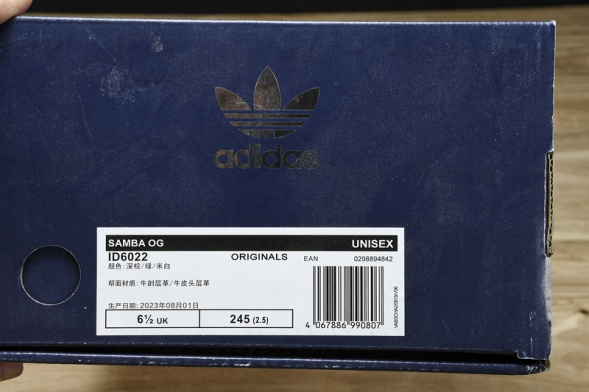 adidas
SAMBA OG UNISEX
ID6022 ORIGINALS EAN 0298894842
颜色: 深棕/绿/米白
帮面材质: 牛剖层革/牛皮头层革
生产日期: 2023年08月01日
6½ UK 245 (2.5)
4 067886 990807